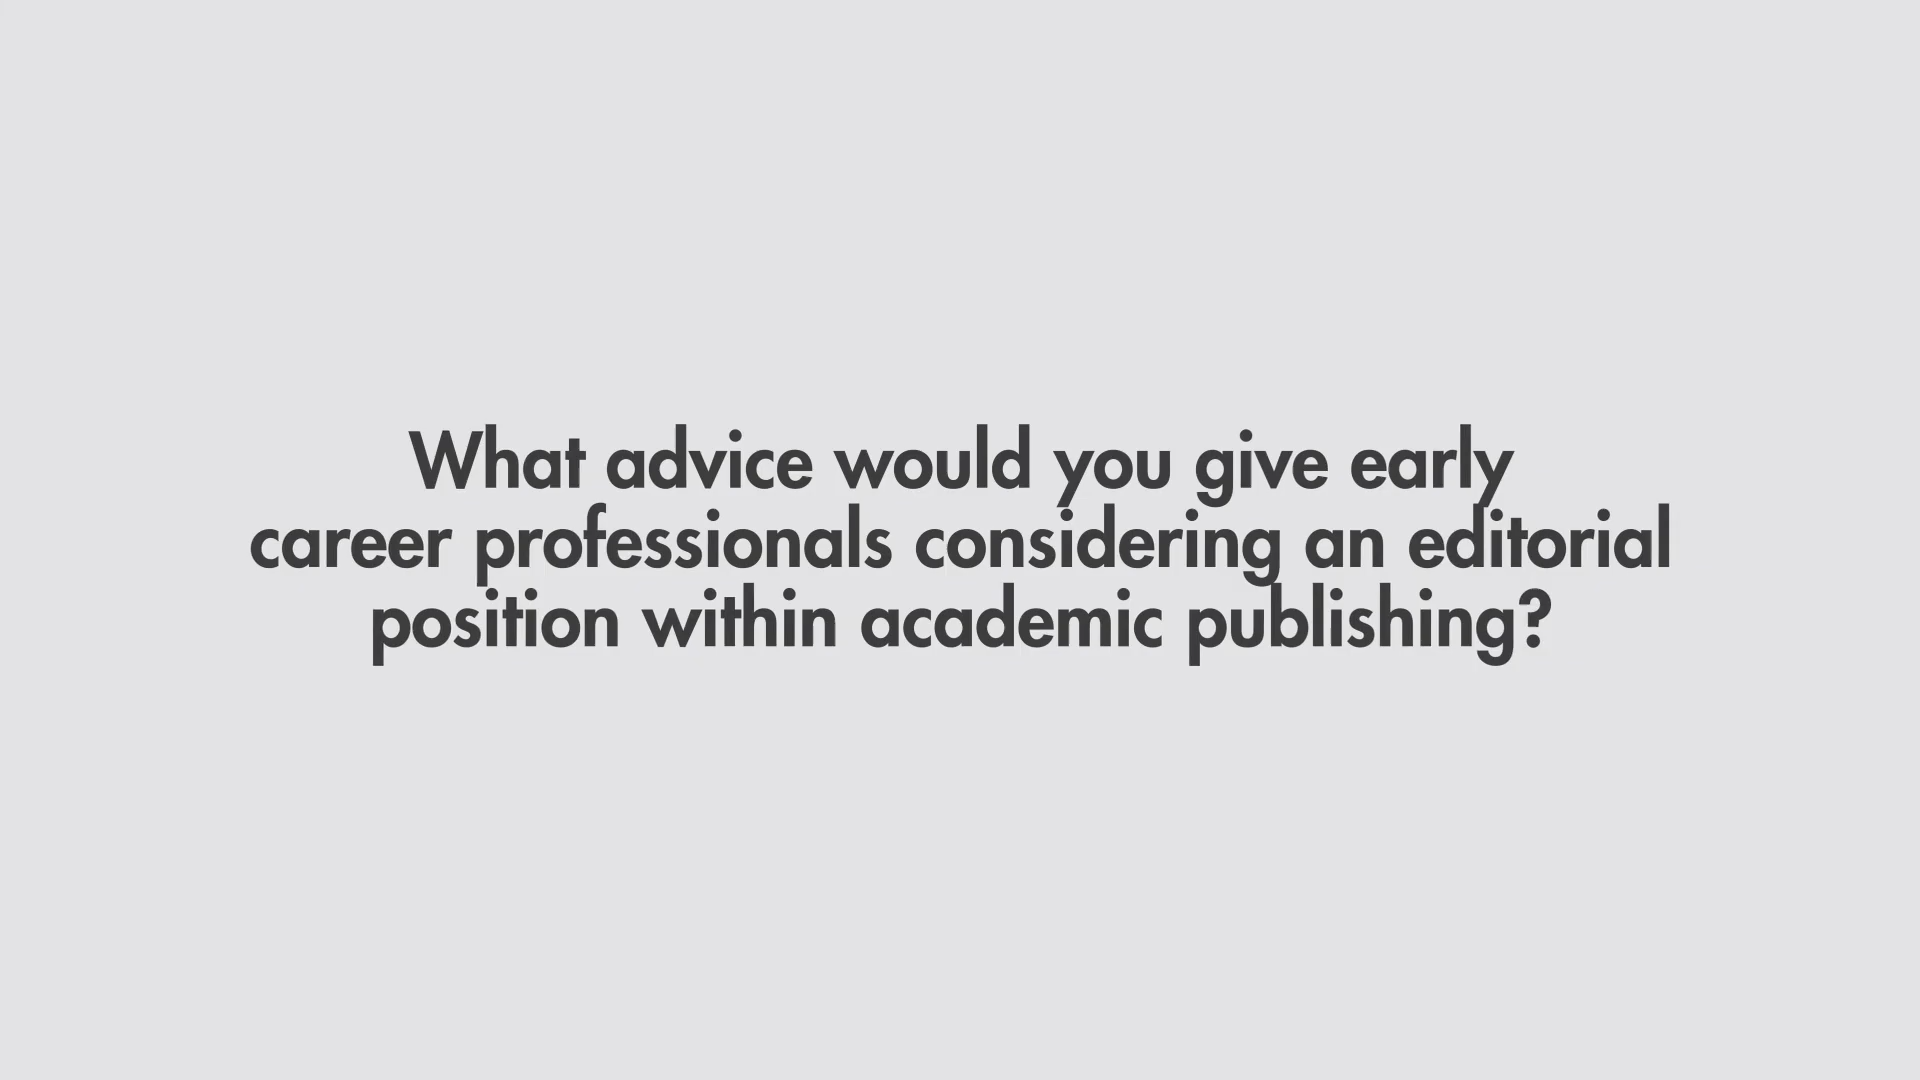 What advice would you give early
career professionals considering an editorial
position within academic publishing?